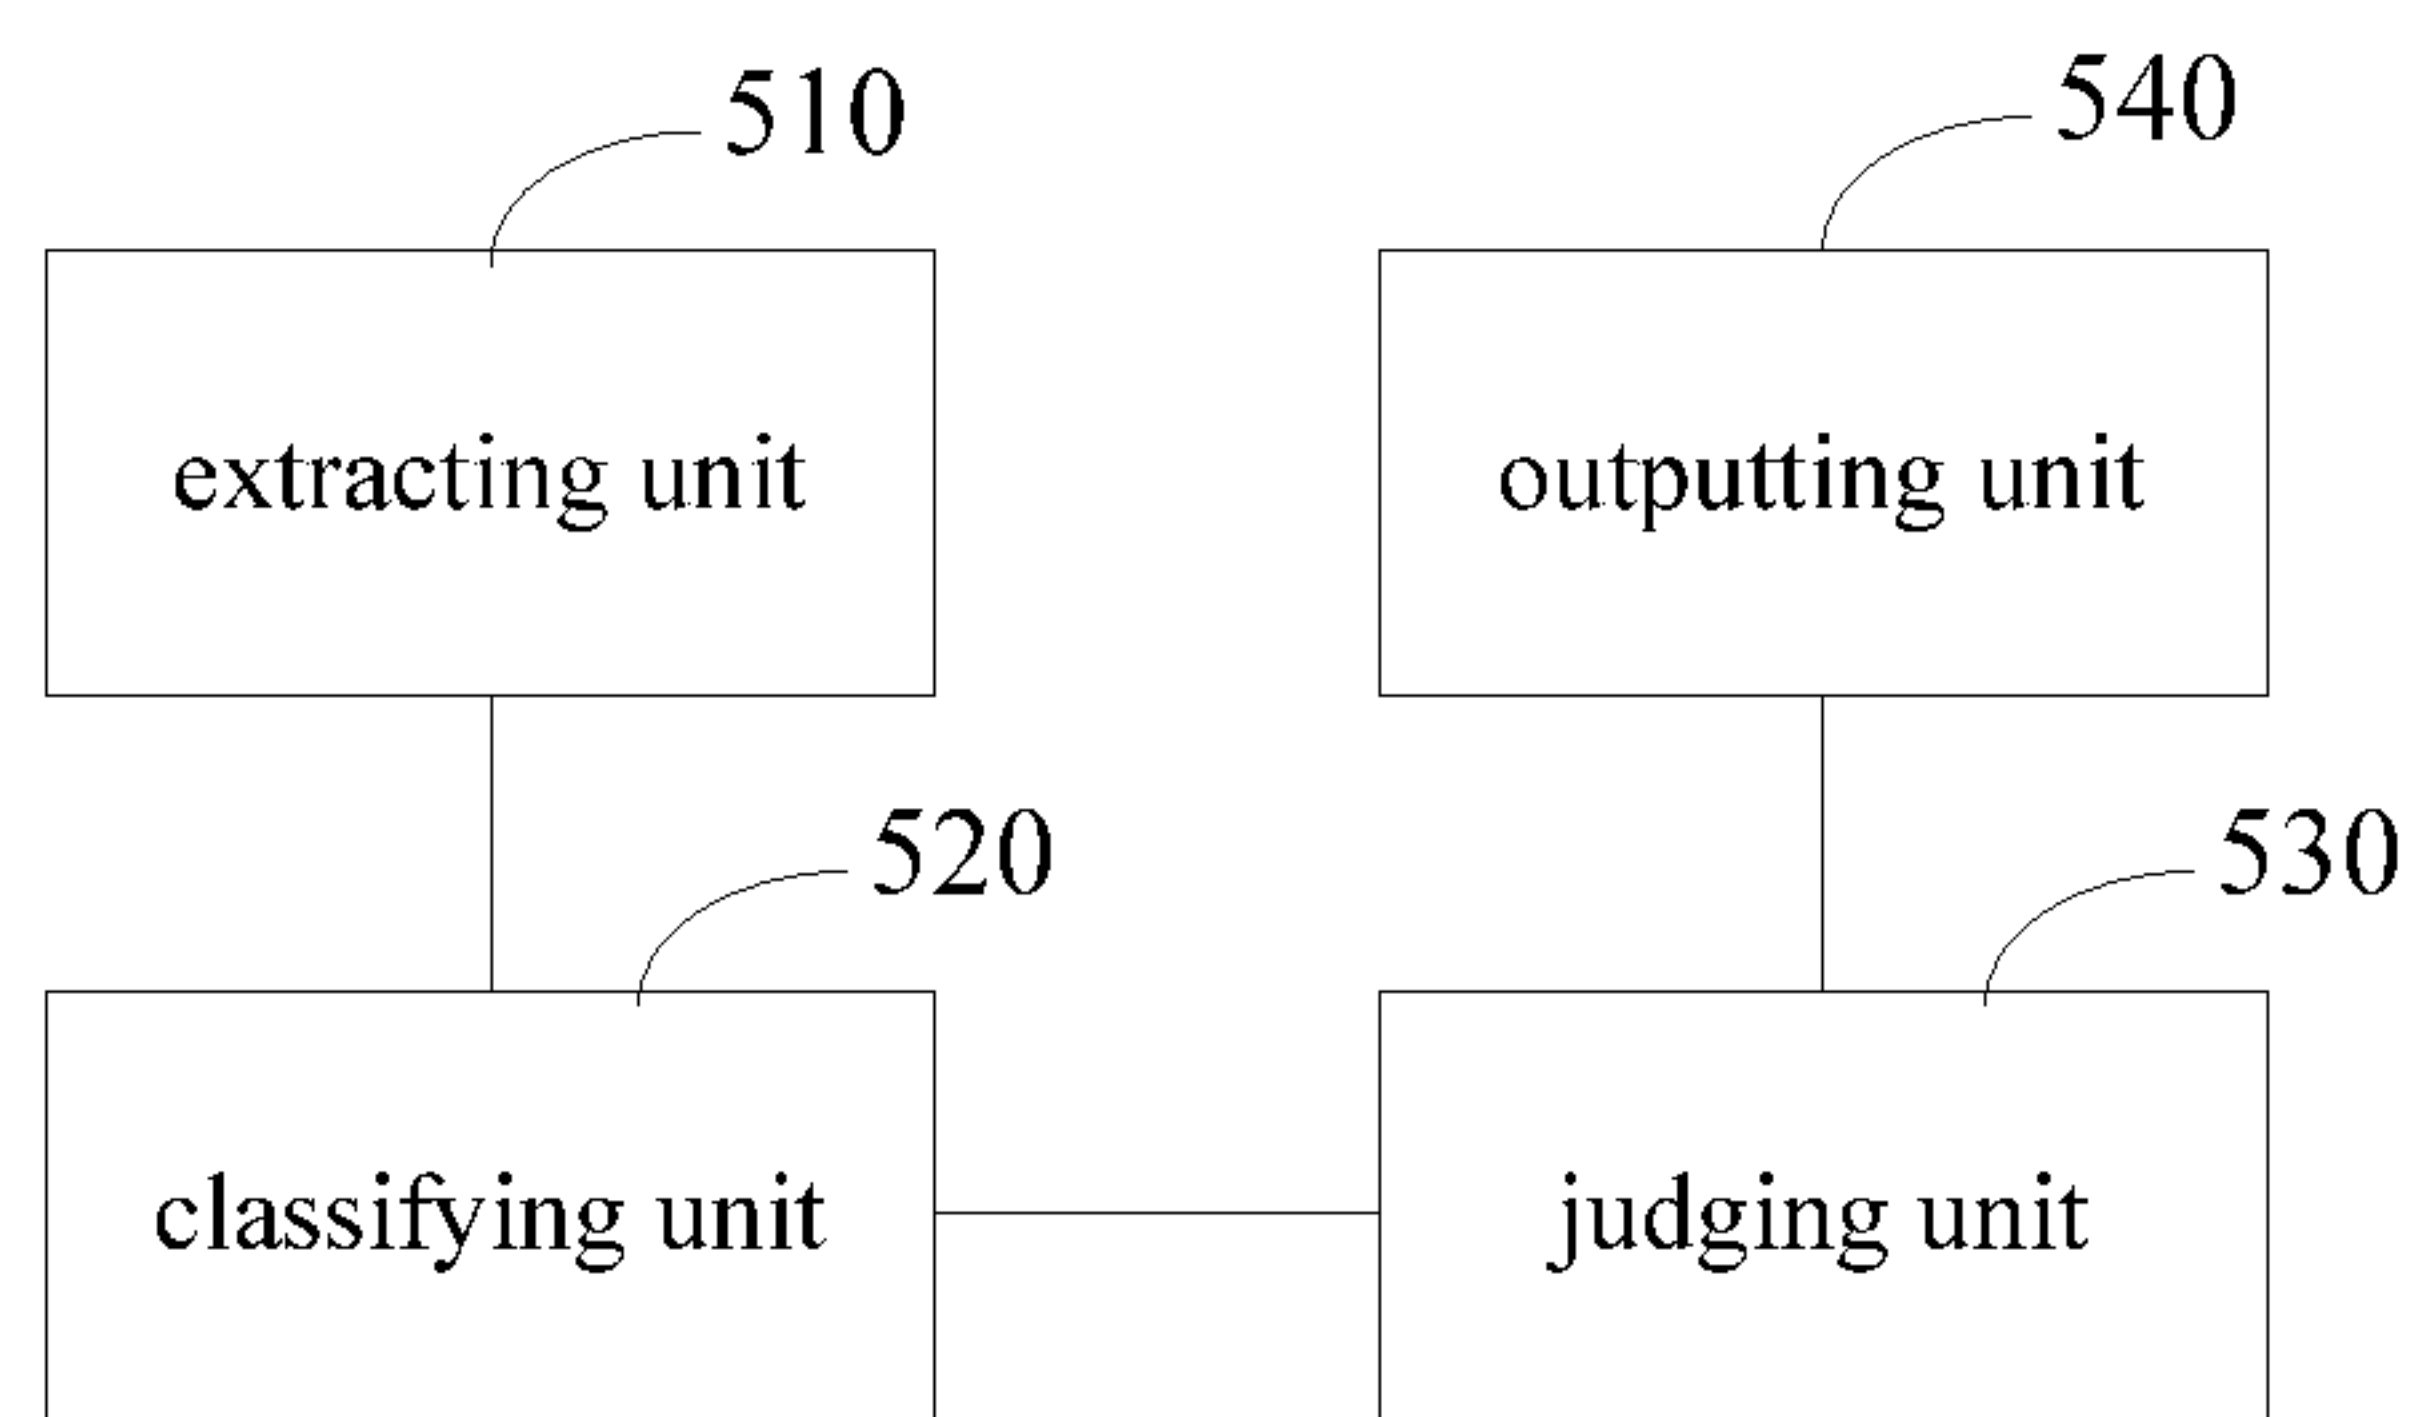 510
540
extracting unit
outputting unit
520
530
classifying unit
judging unit